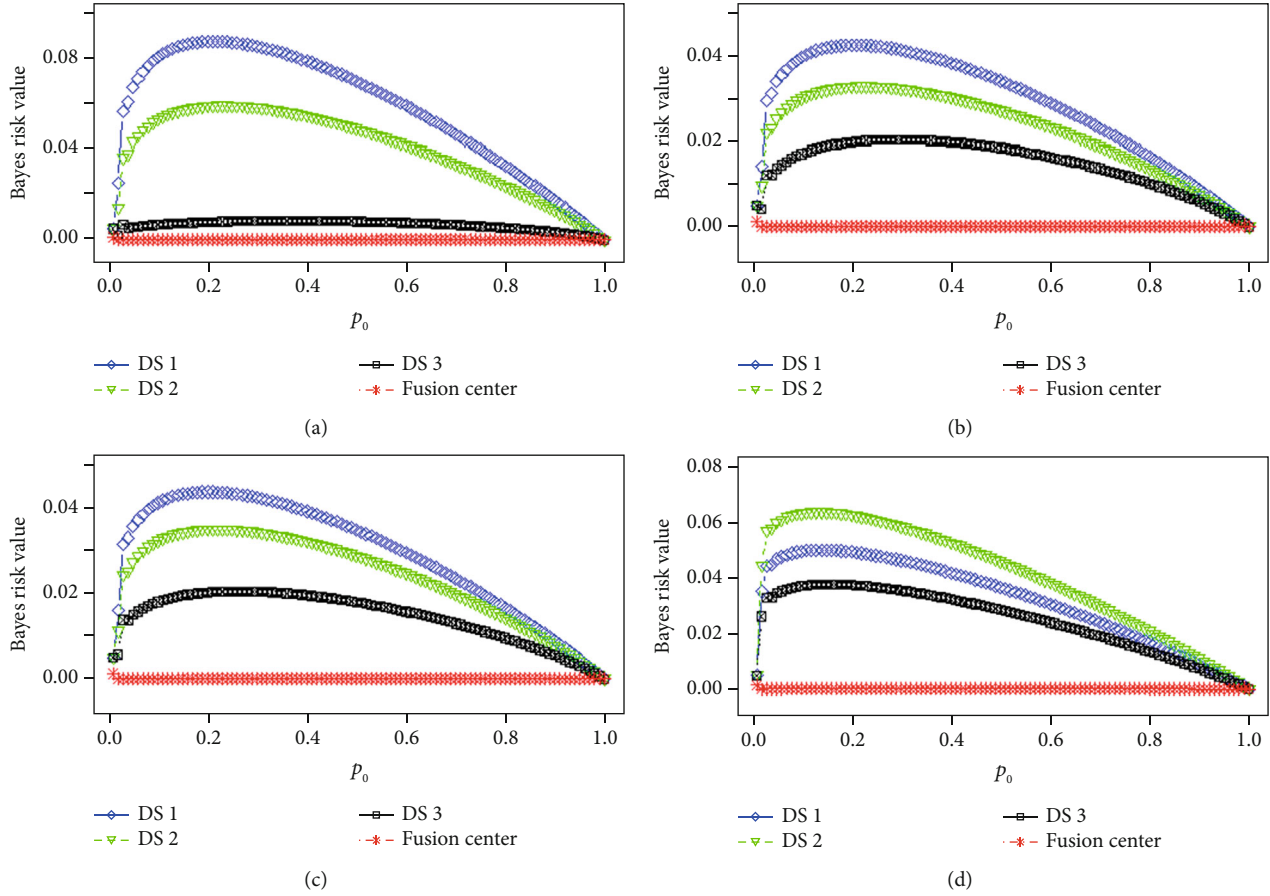 Bayes risk value
0.08
0.04
0.00
0.0 0.2 0.4 0.6 0.8 1.0
p0
DS 1
DS 2
DS 3
Fusion center
(a)
Bayes risk value
0.04
0.02
0.00
0.0 0.2 0.4 0.6 0.8 1.0
p0
DS 1
DS 2
DS 3
Fusion center
(b)
Bayes risk value
0.04
0.02
0.00
0.0 0.2 0.4 0.6 0.8 1.0
p0
DS 1
DS 2
DS 3
Fusion center
(c)
Bayes risk value
0.08
0.06
0.04
0.02
0.00
0.0 0.2 0.4 0.6 0.8 1.0
p0
DS 1
DS 2
DS 3
Fusion center
(d)